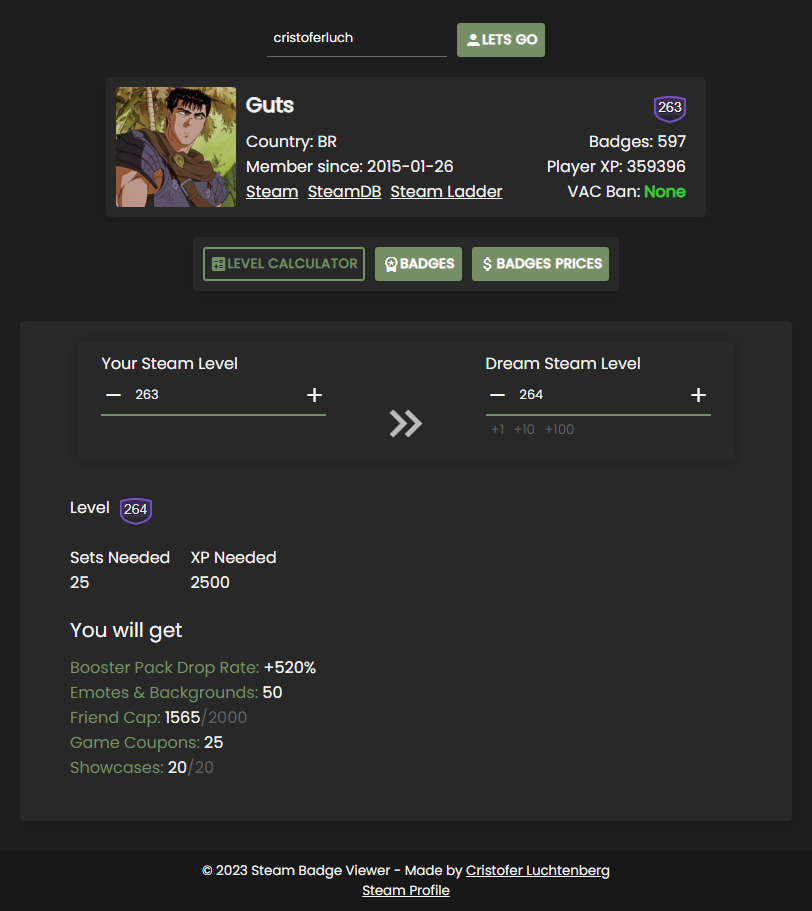 cristoferluch LETS GO
Guts 263
Country: BR Badges: 597
Member since: 2015-01-26 Player XP: 359396
Steam SteamDB Steam Ladder VAC Ban: None
LEVEL CALCULATOR BADGES BADGES PRICES
Your Steam Level Dream Steam Level
263 264
+1 +10 +100
Level 264
Sets Needed XP Needed
25 2500
You will get
Booster Pack Drop Rate: +520%
Emotes & Backgrounds: 50
Friend Cap: 1565/2000
Game Coupons: 25
Showcases: 20/20
© 2023 Steam Badge Viewer - Made by Cristofer Luchtenberg
Steam Profile